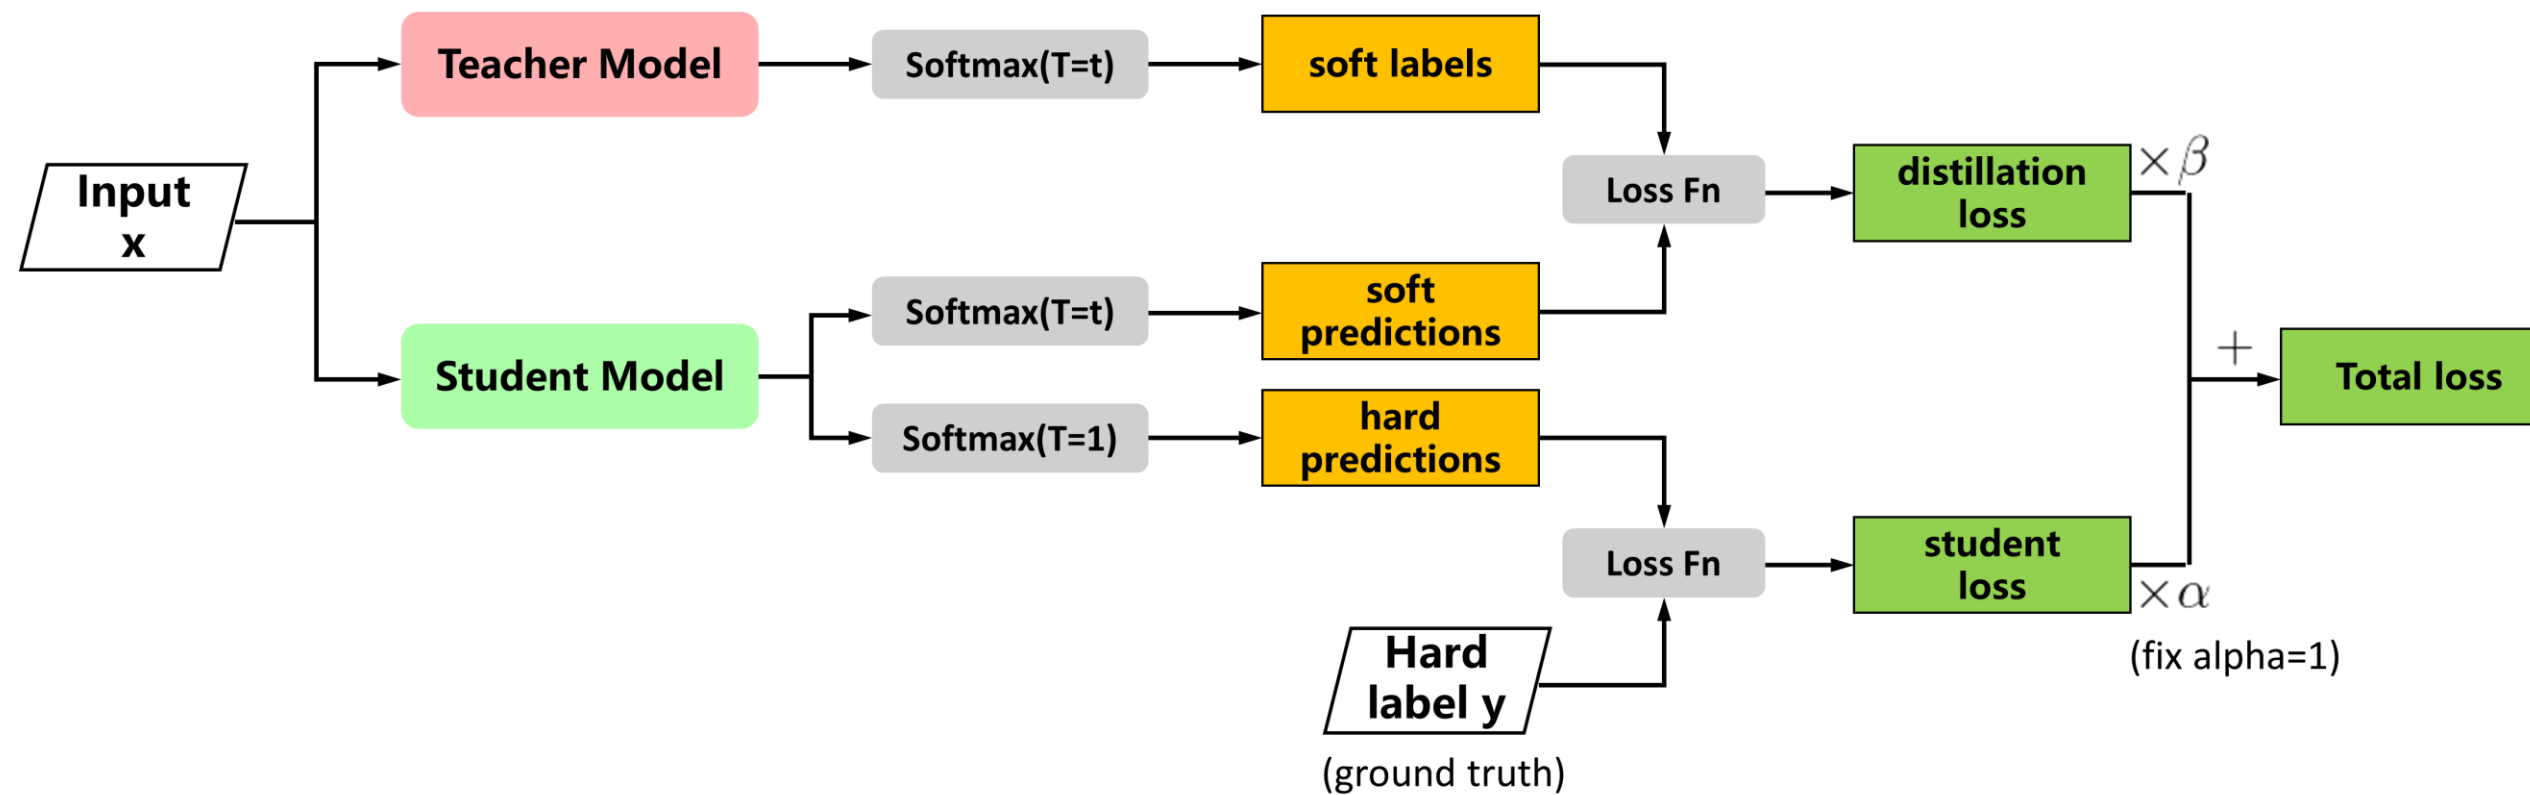 Teacher Model
Softmax(T=t)
soft labels
Input
x
Loss Fn
distillation
loss
×β
Student Model
Softmax(T=t)
soft
predictions
Softmax(T=1)
hard
predictions
+
Total loss
Loss Fn
student
loss
×α
(fix alpha=1)
Hard
label y
(ground truth)